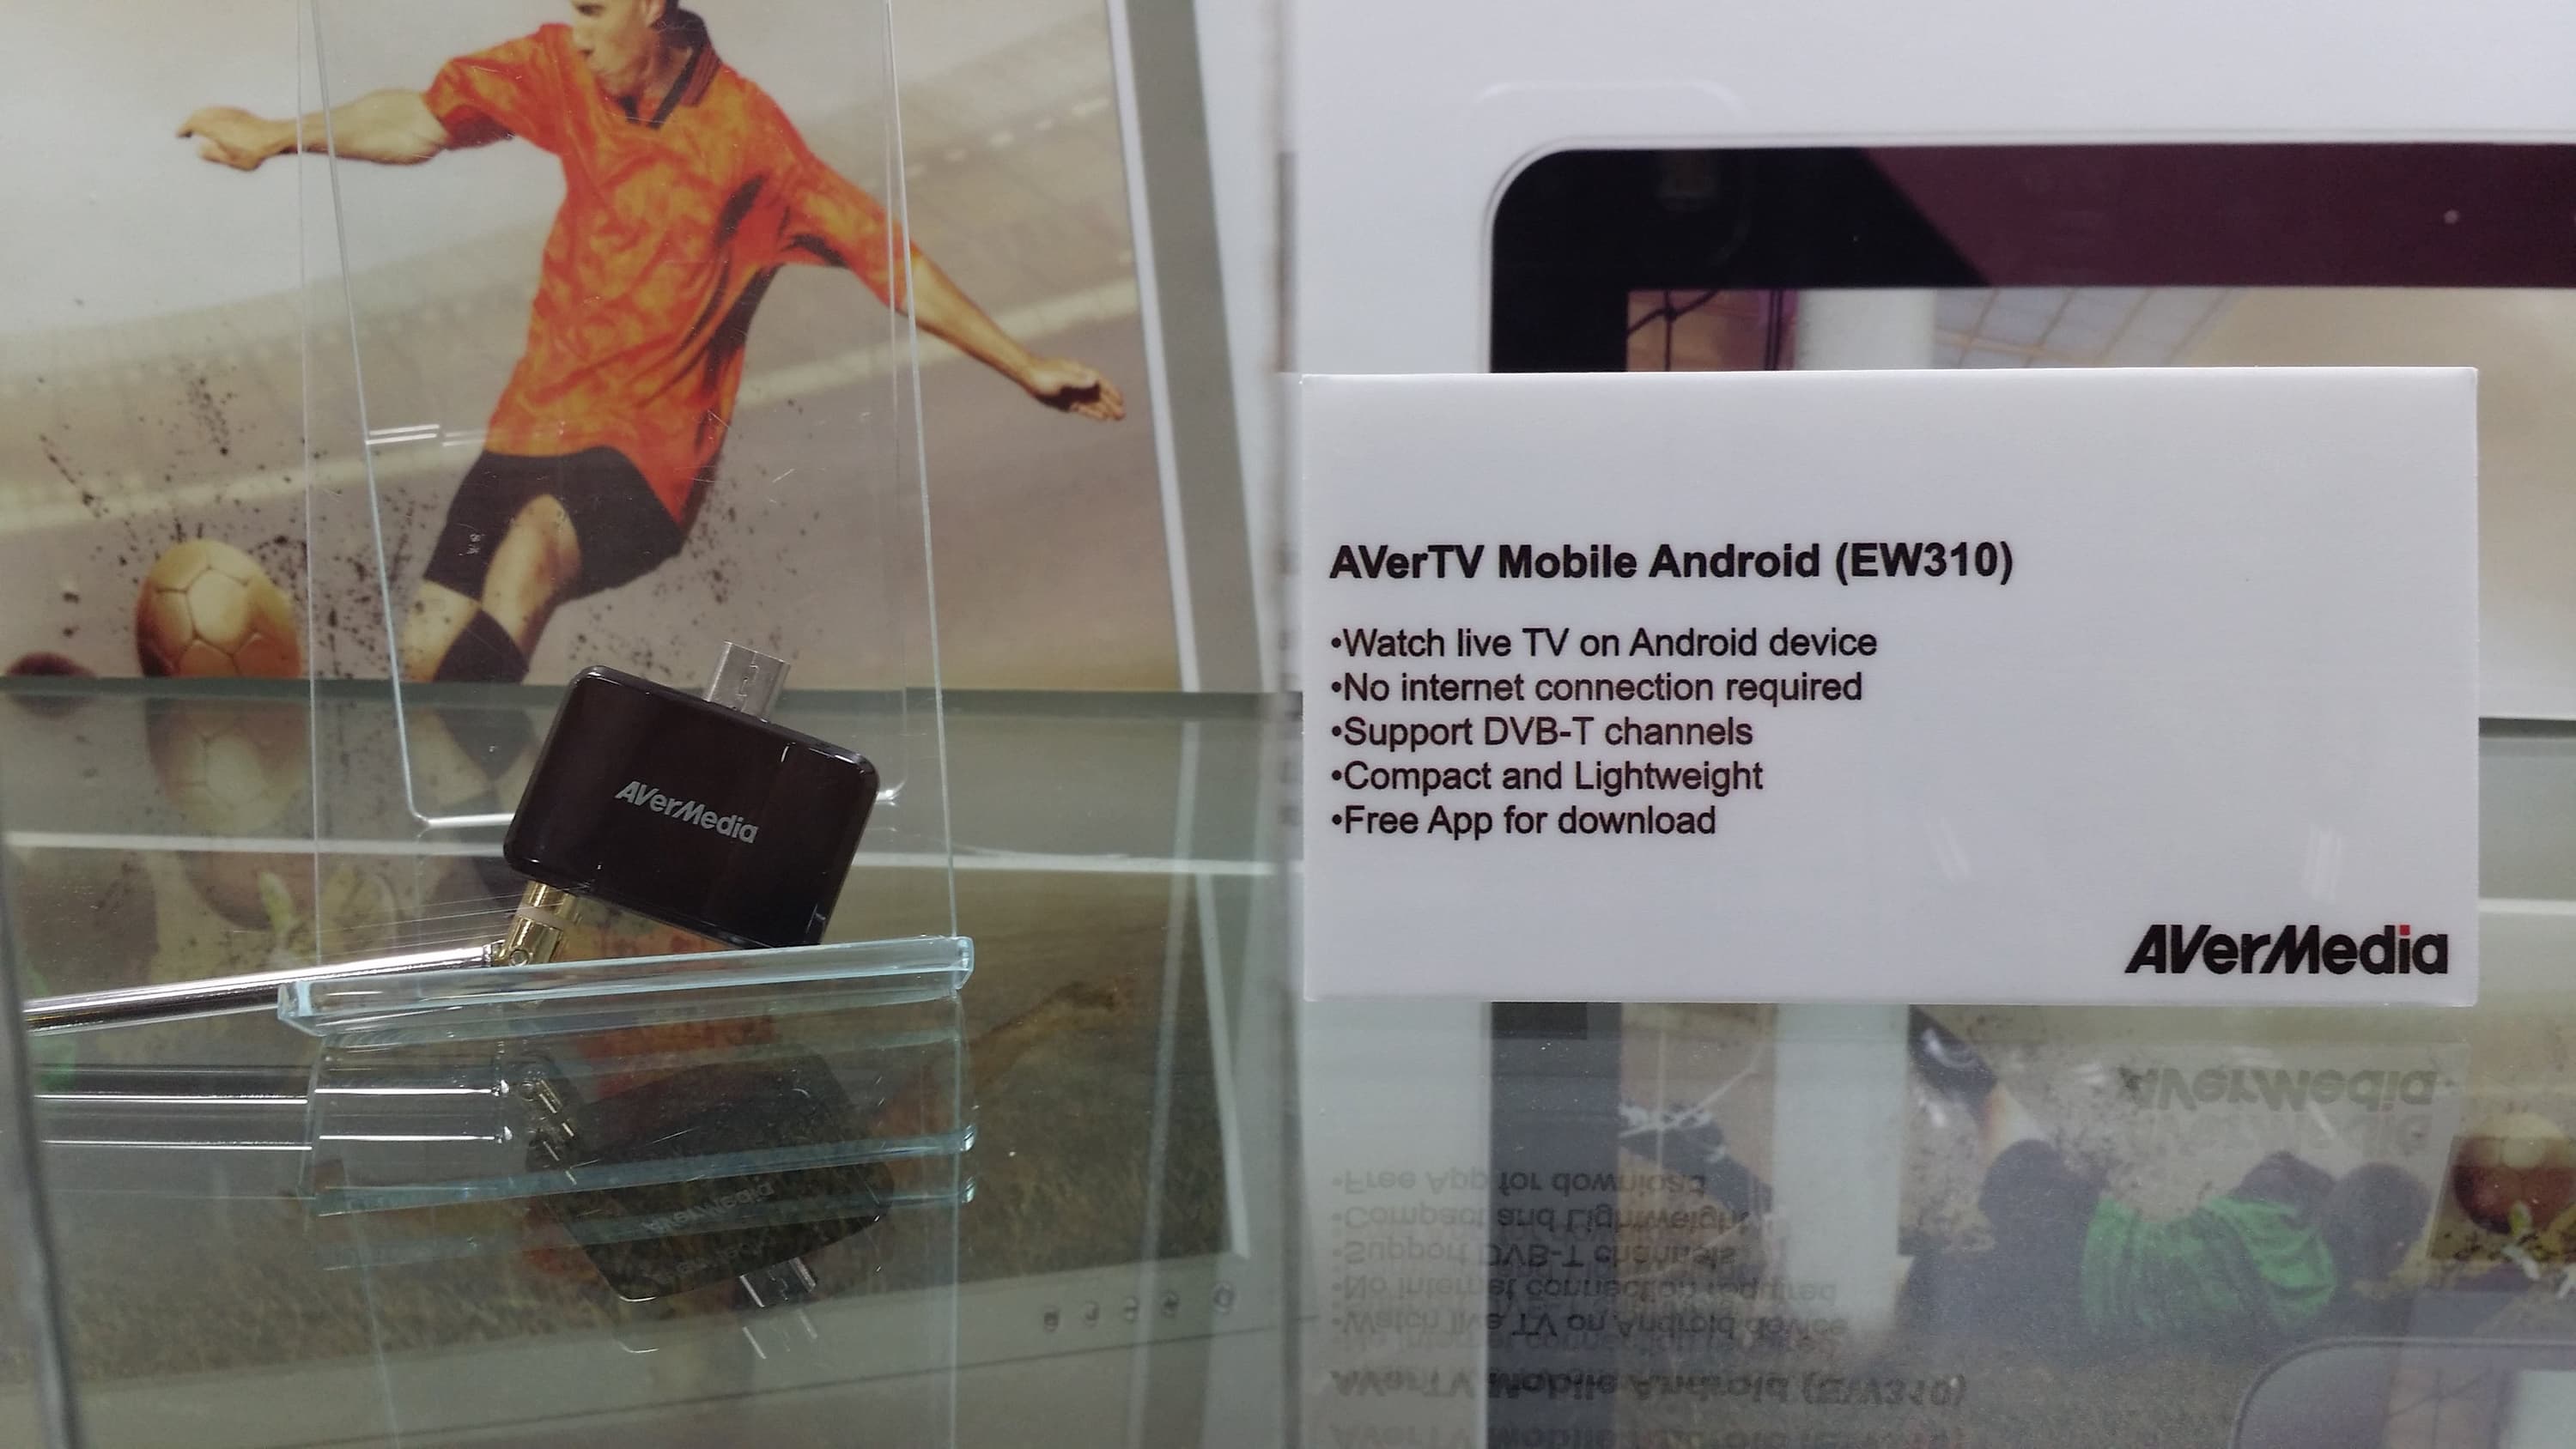 AVerMedia
AVerTV Mobile Android (EW310)
•Watch live TV on Android device
•No internet connection required
•Support DVB-T channels
•Compact and Lightweight
•Free App for download
AVerMedia